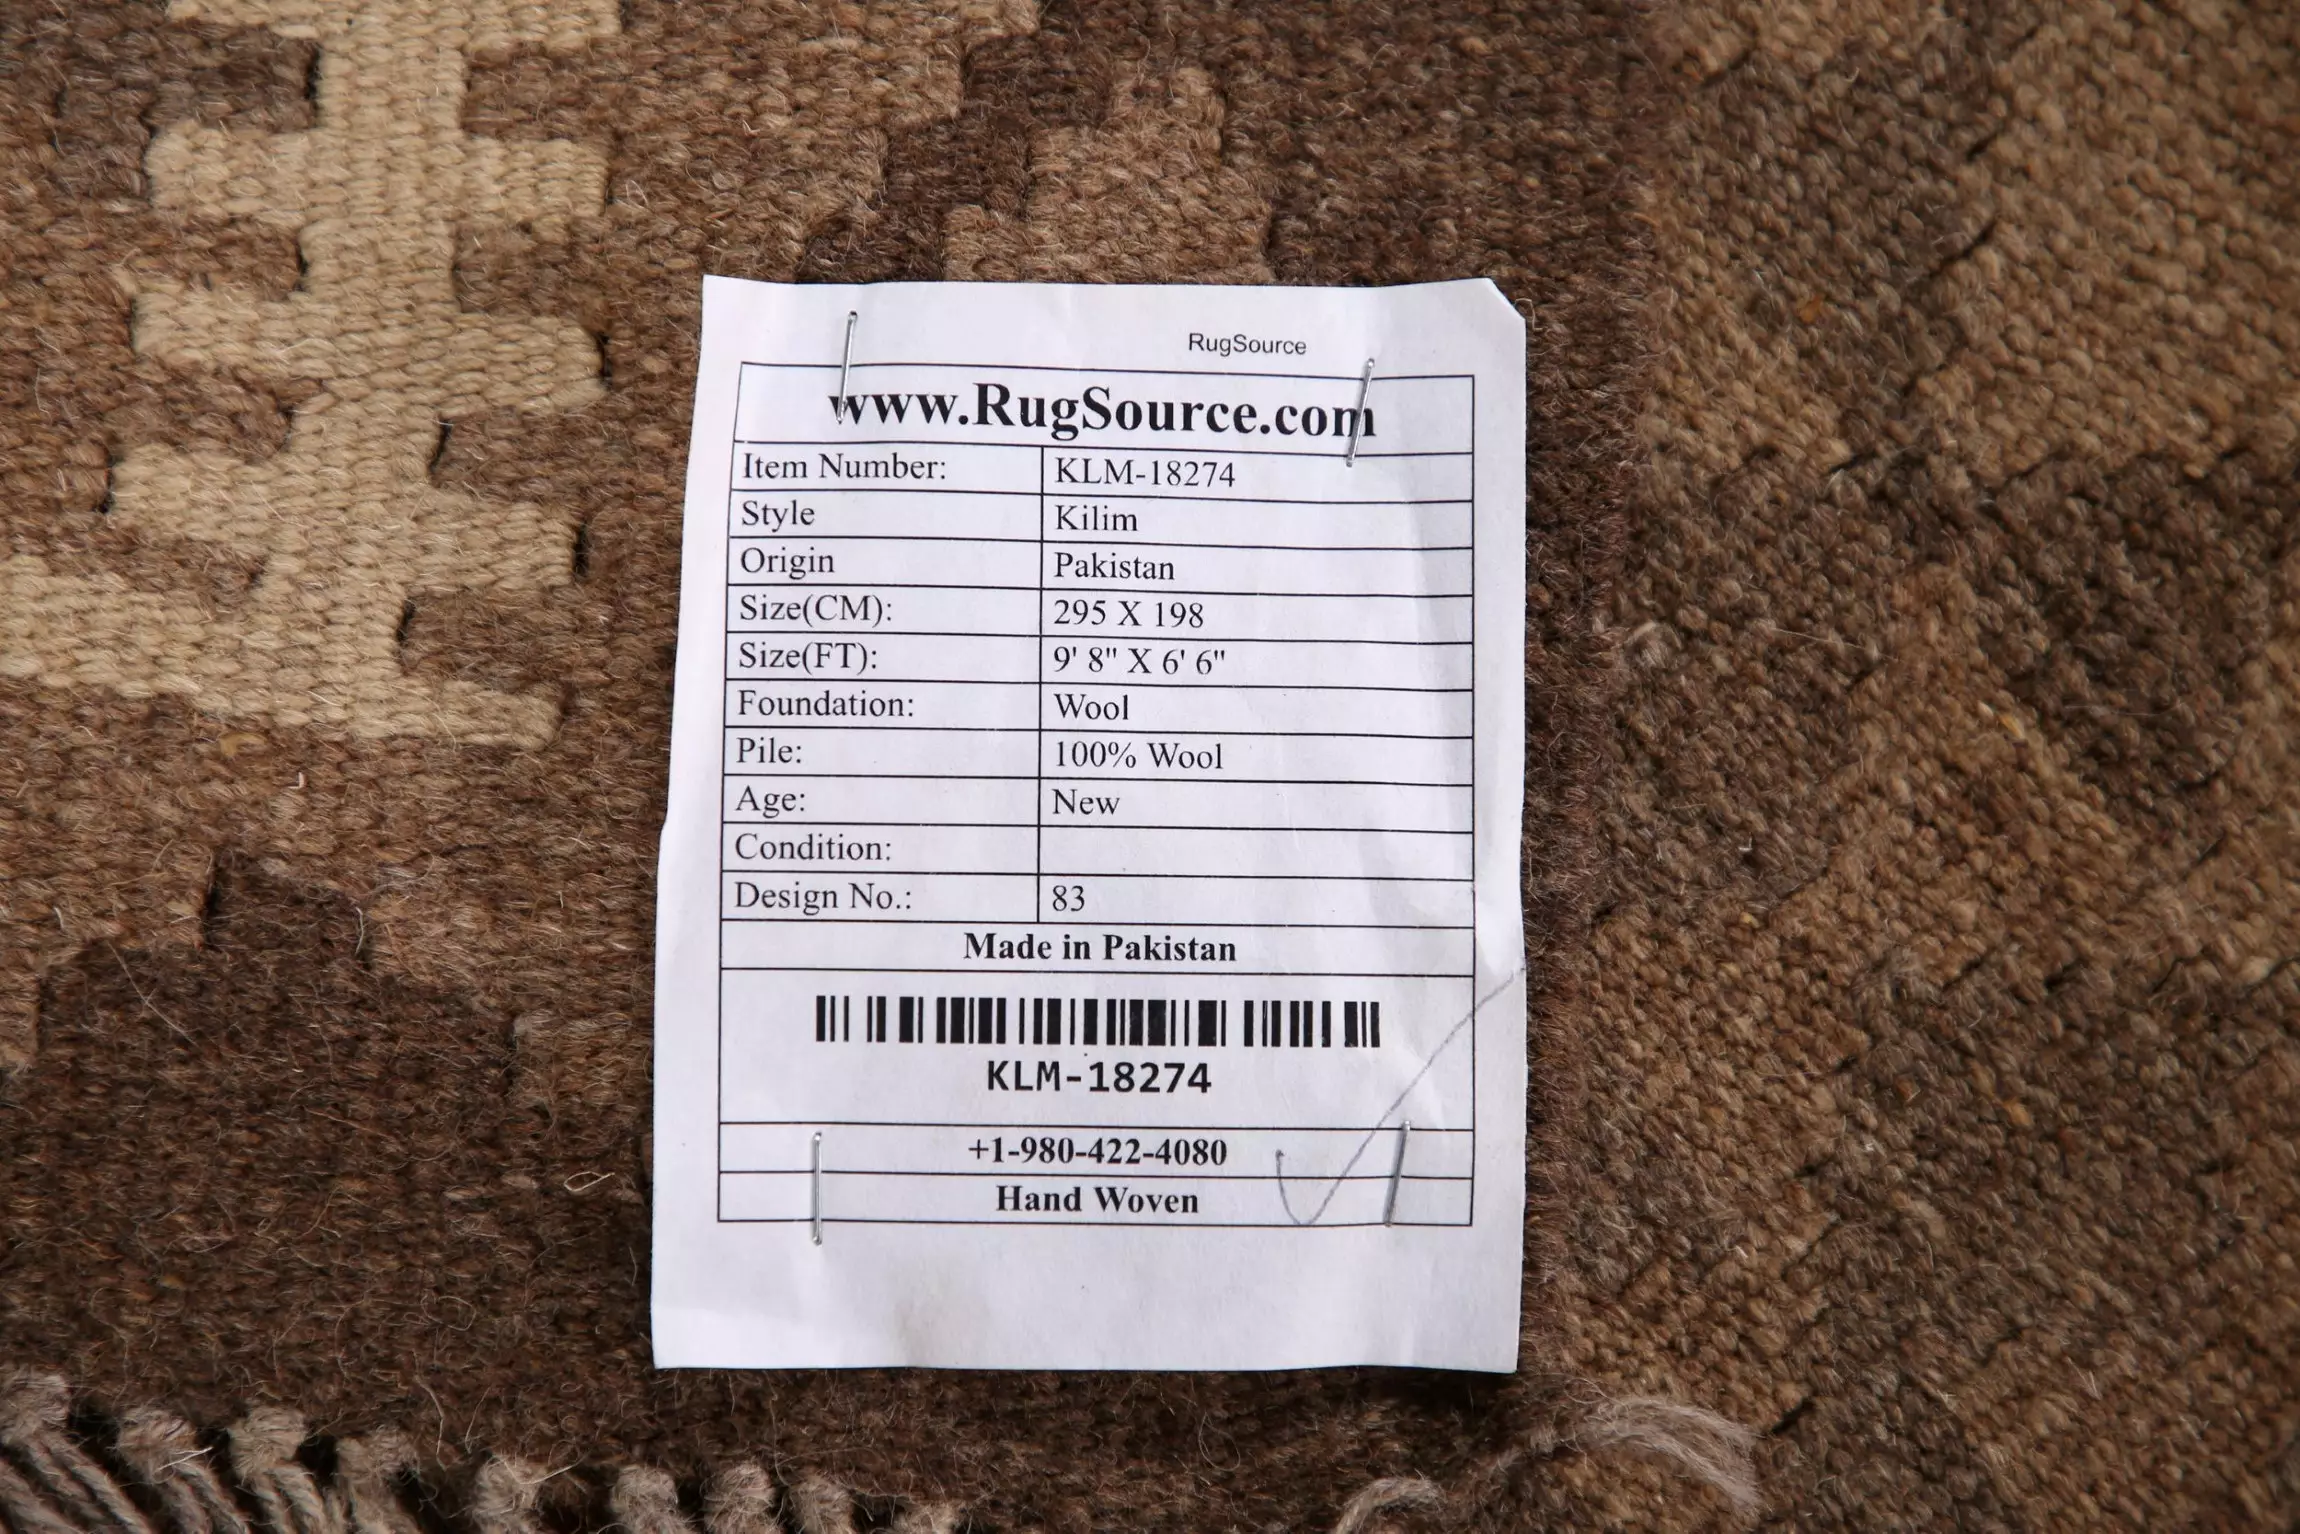 RugSource
www.RugSource.com
Item Number: KLM-18274
Style Kilim
Origin Pakistan
Size(CM): 295 X 198
Size(FT): 9' 8" X 6' 6"
Foundation: Wool
Pile: 100% Wool
Age: New
Condition:
Design No.: 83
Made in Pakistan
KLM-18274
+1-980-422-4080
Hand Woven